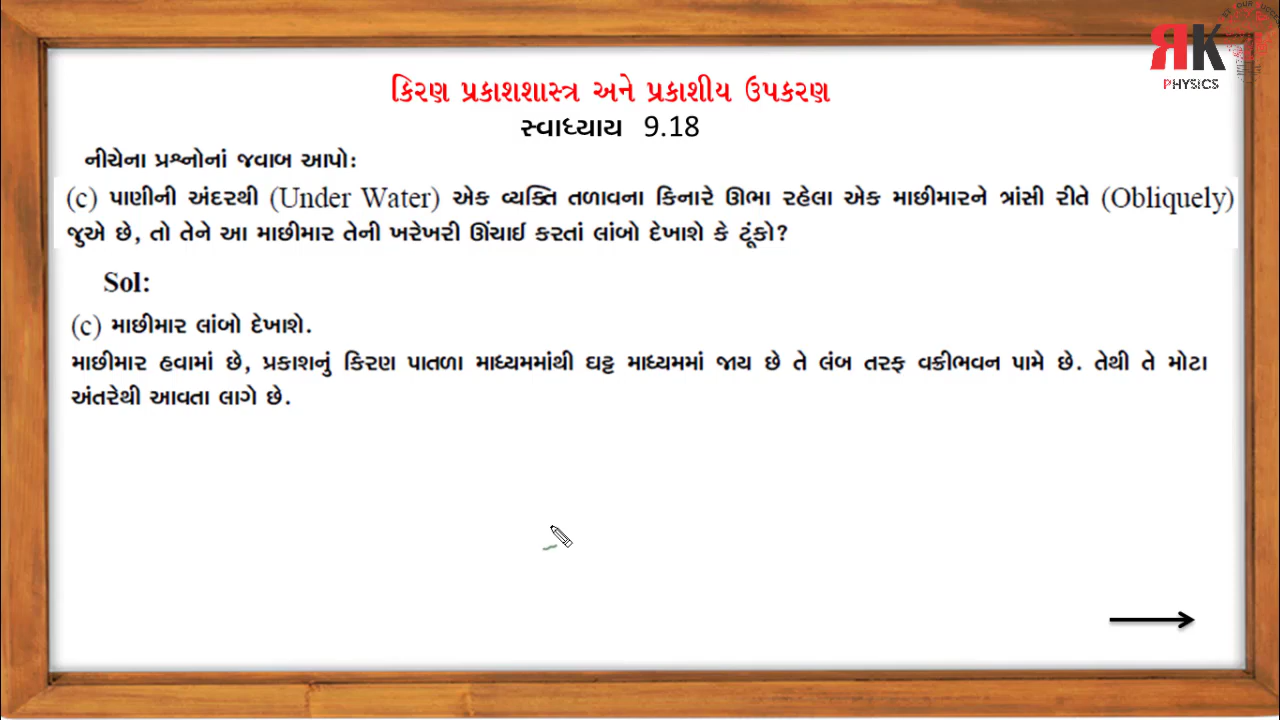 ЯK
PHYSICS
કિરણ પ્રકાશશાસ્ત્ર અને પ્રકાશીય ઉપકરણ
સ્વાધ્યાય 9.18
નીચેના પ્રશ્નોનાં જવાબ આપો:
(c) પાણીની અંદરથી (Under Water) એક વ્યક્તિ તળાવના કિનારે ઊભા રહેલા એક માછીમારને ત્રાંસી રીતે (Obliquely)
જુએ છે, તો તેને આ માછીમાર તેની ખરેખરી ઊંચાઈ કરતાં લાંબો દેખાશે કે ટૂંકો?
Sol:
(c) માછીમાર લાંબો દેખાશે.
માછીમાર હવામાં છે, પ્રકાશનું કિરણ પાતળા માધ્યમમાંથી ઘટ્ટ માધ્યમમાં જાય છે તે લંબ તરફ વક્રીભવન પામે છે. તેથી તે મોટા
અંતરેથી આવતા લાગે છે.